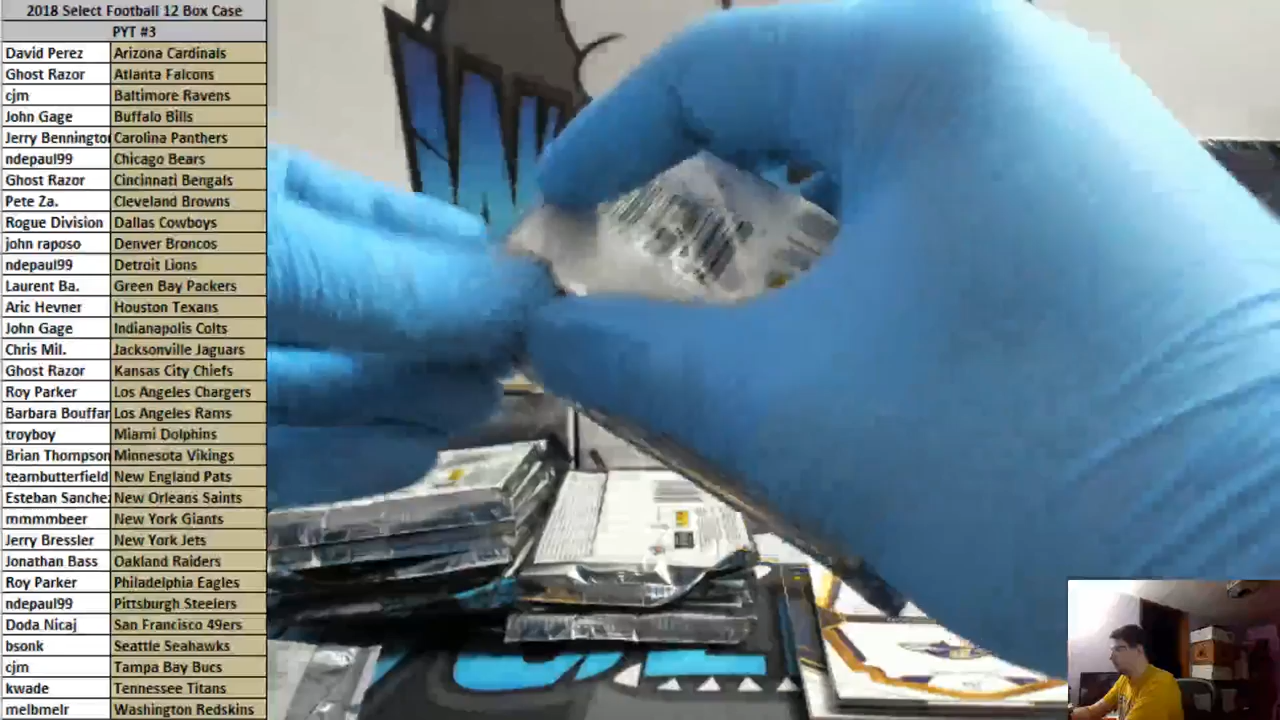 2018 Select Football 12 Box Case
PYT #3
David Perez Arizona Cardinals
Ghost Razor Atlanta Falcons
cjm Baltimore Ravens
John Gage Buffalo Bills
Jerry Benningto Carolina Panthers
ndepaul99 Chicago Bears
Ghost Razor Cincinnati Bengals
Pete Za. Cleveland Browns
Rogue Division Dallas Cowboys
john raposo Denver Broncos
ndepaul99 Detroit Lions
Laurent Ba. Green Bay Packers
Aric Hevner Houston Texans
John Gage Indianapolis Colts
Chris Mil. Jacksonville Jaguars
Ghost Razor Kansas City Chiefs
Roy Parker Los Angeles Chargers
Barbara Bouffar Los Angeles Rams
troyboy Miami Dolphins
Brian Thompson Minnesota Vikings
teambutterfield New England Pats
Esteban Sanchez New Orleans Saints
mmmmbeer New York Giants
Jerry Bressler New York Jets
Jonathan Bass Oakland Raiders
Roy Parker Philadelphia Eagles
ndepaul99 Pittsburgh Steelers
Doda Nicaj San Francisco 49ers
bsonk Seattle Seahawks
cjm Tampa Bay Bucs
kwade Tennessee Titans
melbmelr Washington Redskins